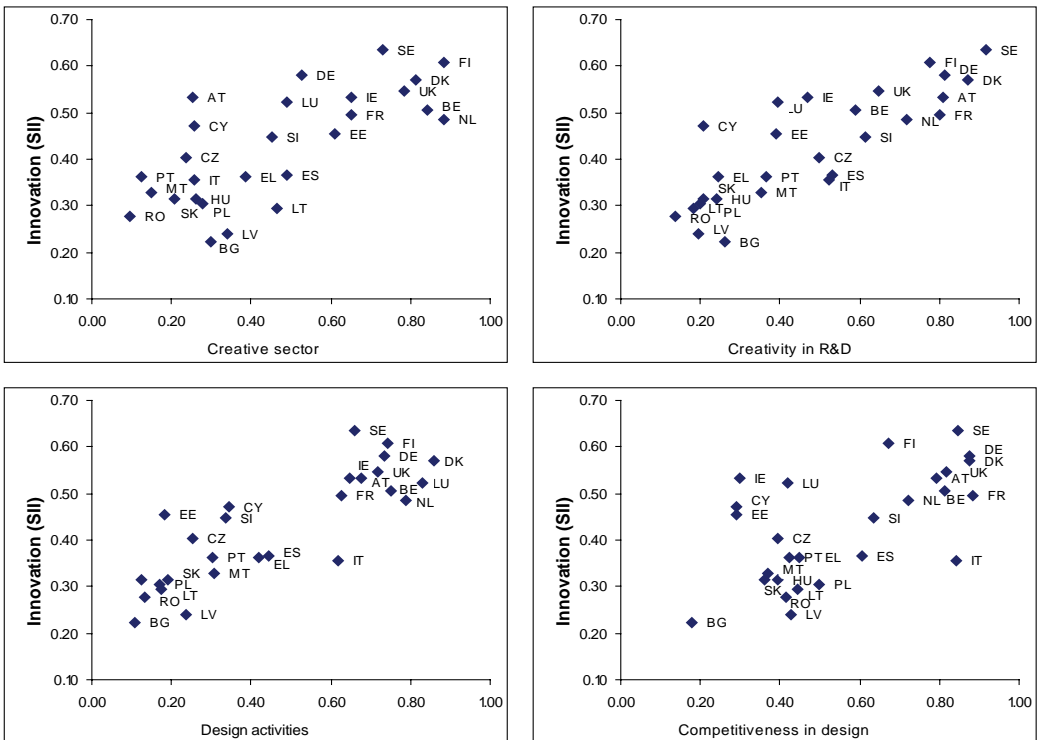 0.70
0.60
0.50
0.40
0.30
0.20
0.10
Innovation (SII)
SE
FI
DE
DK
AT
LU
IE
UK
BE
FR
NL
CY
SI
EE
CZ
PT
IT
EL
ES
MT
SK
HU
PL
LT
RO
LV
BG
0.00 0.20 0.40 0.60 0.80 1.00
Creative sector
0.70
0.60
0.50
0.40
0.30
0.20
0.10
Innovation (SII)
SE
FI
DE
DK
UK
AT
LU
IE
BE
FR
NL
CY
EE
SI
CZ
EL
PT
ES
IT
SK
HU
MT
LT
PL
RO
LV
BG
0.00 0.20 0.40 0.60 0.80 1.00
Creativity in R&D
0.70
0.60
0.50
0.40
0.30
0.20
0.10
Innovation (SII)
SE
FI
DE
DK
IE
UK
AT
LU
FR
BE
NL
EE
CY
SI
CZ
PT
EL
ES
IT
SK
MT
PL
LT
RO
LV
BG
0.00 0.20 0.40 0.60 0.80 1.00
Design activities
0.70
0.60
0.50
0.40
0.30
0.20
0.10
Innovation (SII)
SE
FI
DE
DK
IE
LU
AT
UK
CY
EE
NL
BE
FR
SI
CZ
PT
EL
ES
IT
MT
SK
HU
PL
LT
RO
LV
BG
0.00 0.20 0.40 0.60 0.80 1.00
Competitiveness in design